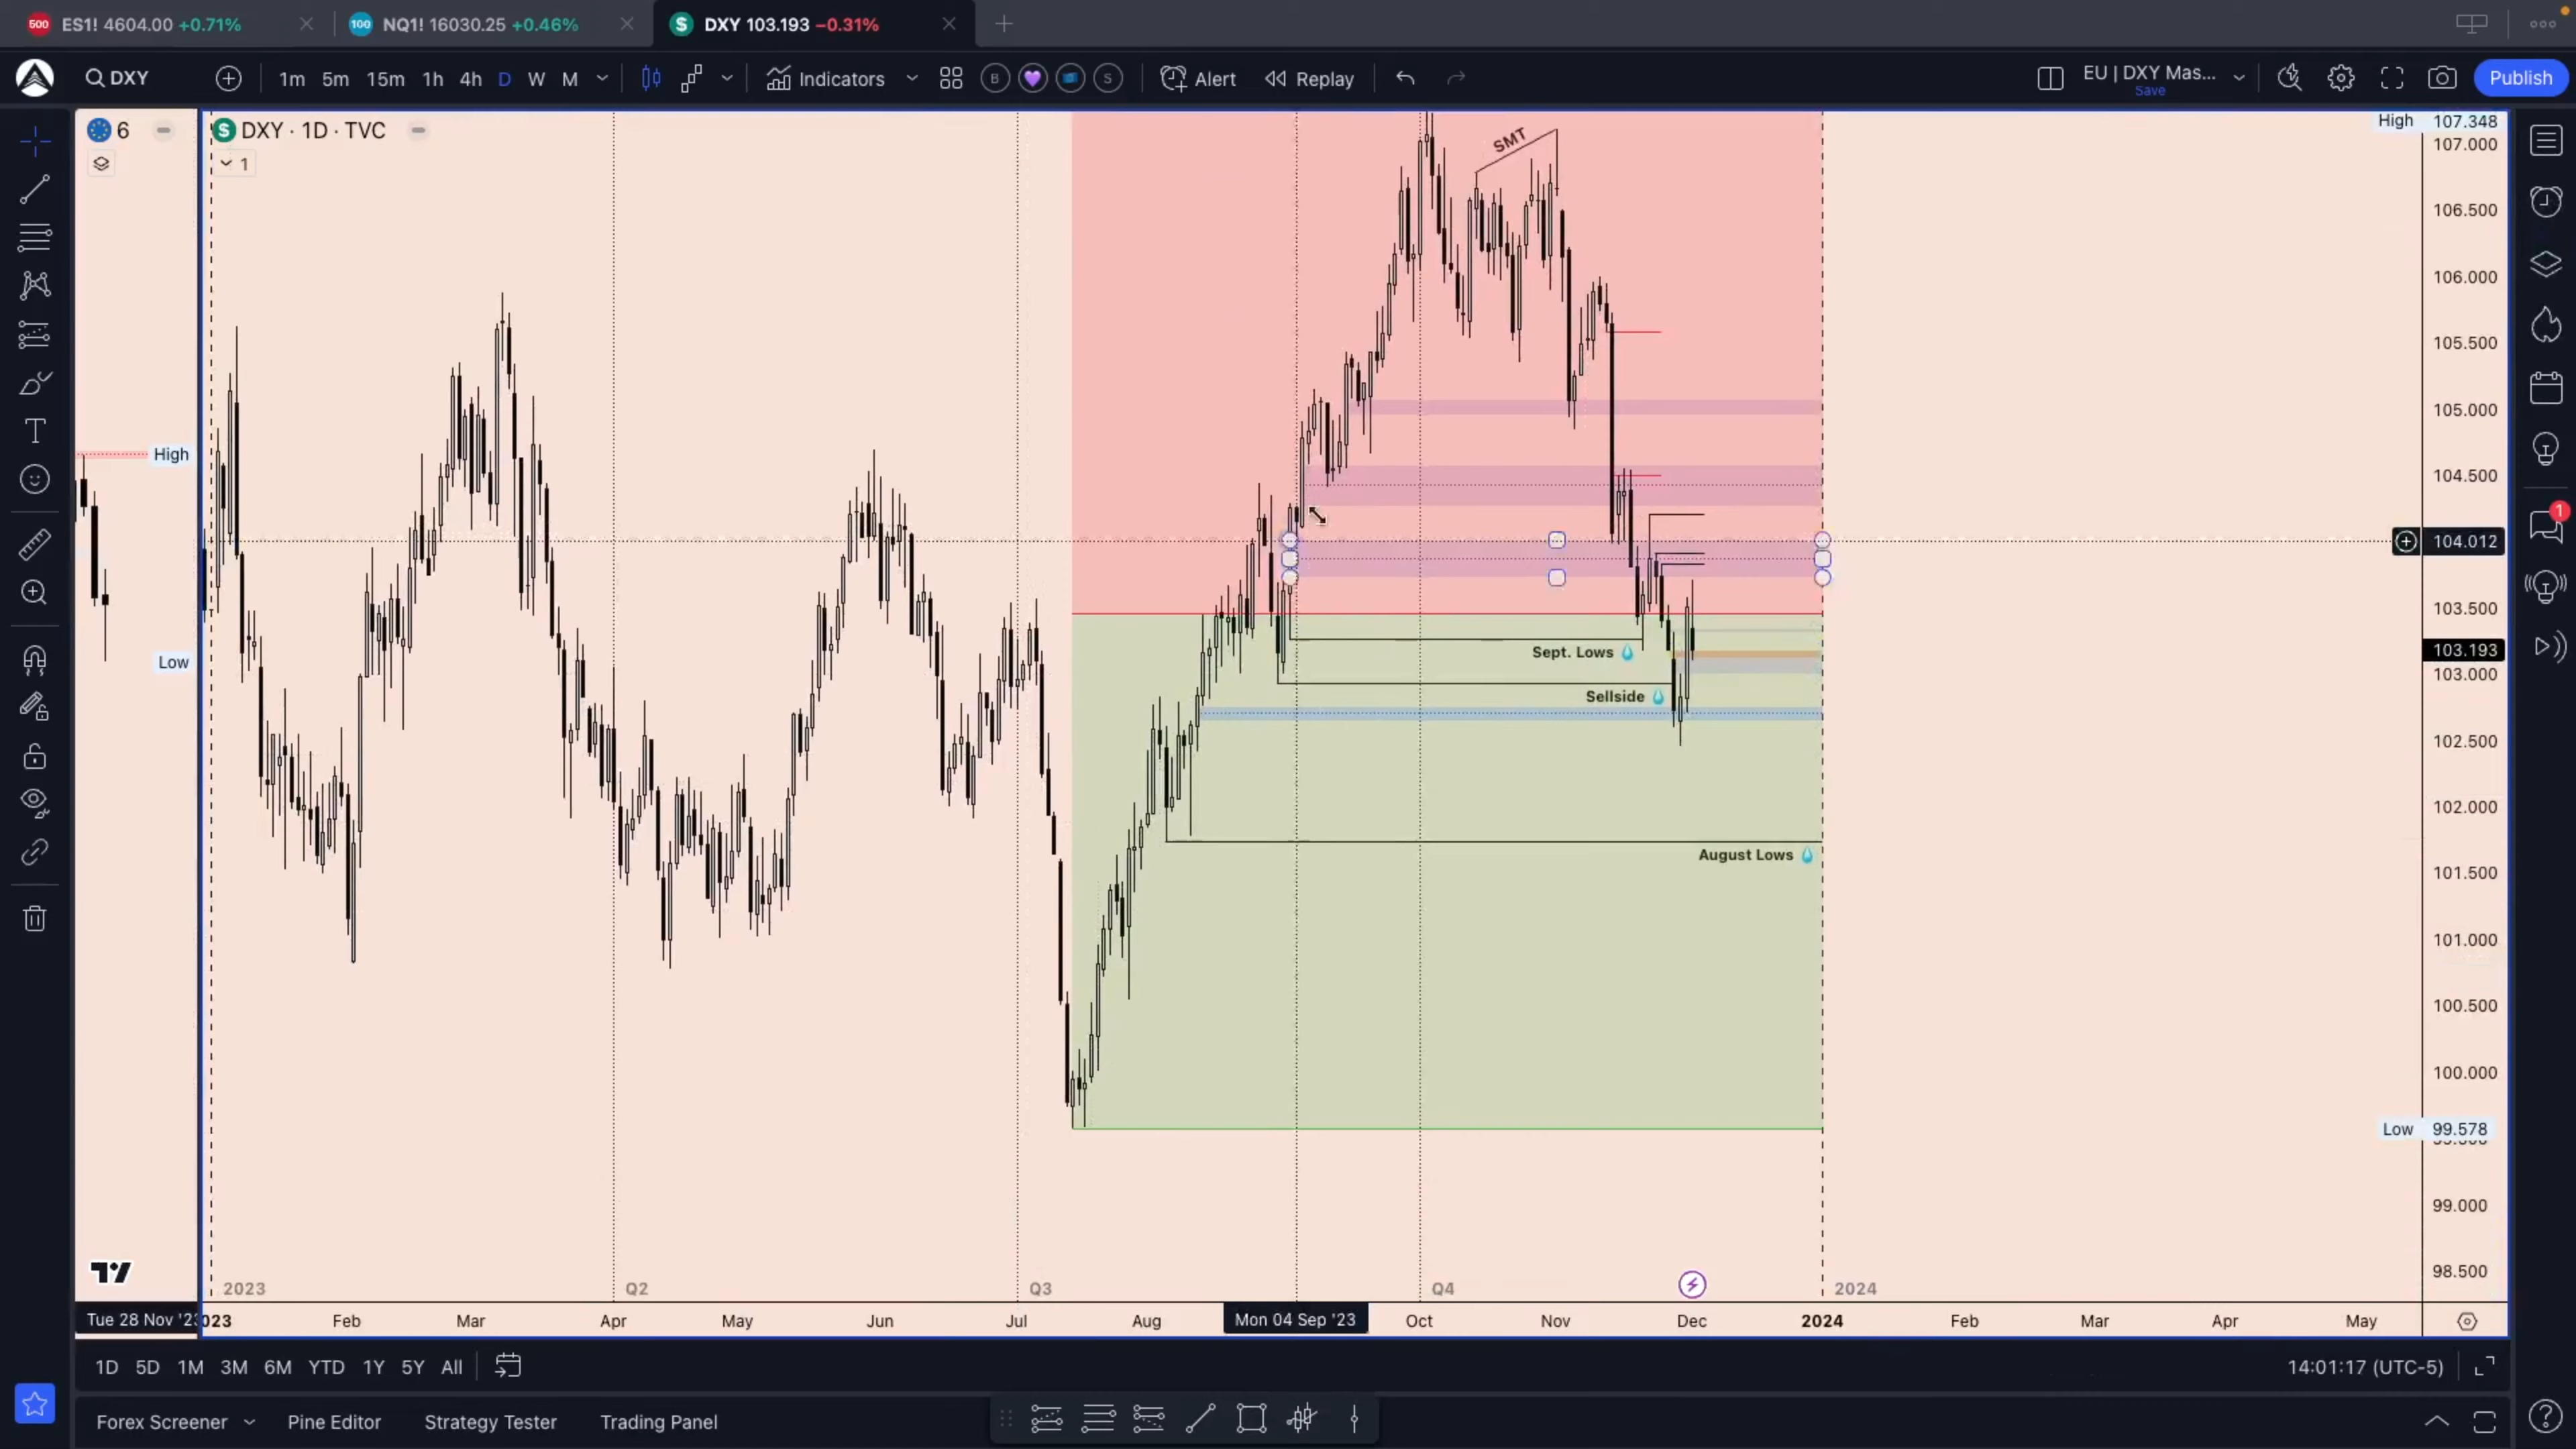 500 ES1! 4604.00 +0.71%
100 NQ1! 16030.25 +0.46%
S DXY 103.193 −0.31%
DXY
1m 5m 15m 1h 4h D W M
Indicators
B
S
Alert
Replay
EU | DXY Mas...
Save
Publish
6
S DXY · 1D · TVC
1
High
Low
SMT
Sept. Lows
Sellside
August Lows
High 107.348
107.000
106.500
106.000
105.500
105.000
104.500
104.012
103.500
103.193
103.000
102.500
102.000
101.500
101.000
100.500
100.000
Low 99.578
99.000
98.500
1
2023 Q2 Q3 Q4 2024
Tue 28 Nov '23
023 Feb Mar Apr May Jun Jul Aug Mon 04 Sep '23 Oct Nov Dec 2024 Feb Mar Apr May
1D 5D 1M 3M 6M YTD 1Y 5Y All
14:01:17 (UTC-5)
Forex Screener Pine Editor Strategy Tester Trading Panel